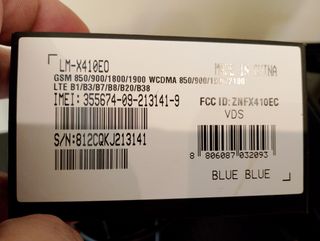 LM-X410EO
MADE IN CHINA
GSM 850/900/1800/1900 WCDMA 850/900/1900/2100
LTE B1/B3/B7/B8/B20/B38
IMEI: 355674-09-213141-9
FCC ID: ZNFX410EC
VDS
S/N:812CQKJ213141
8 806087 032093
BLUE BLUE